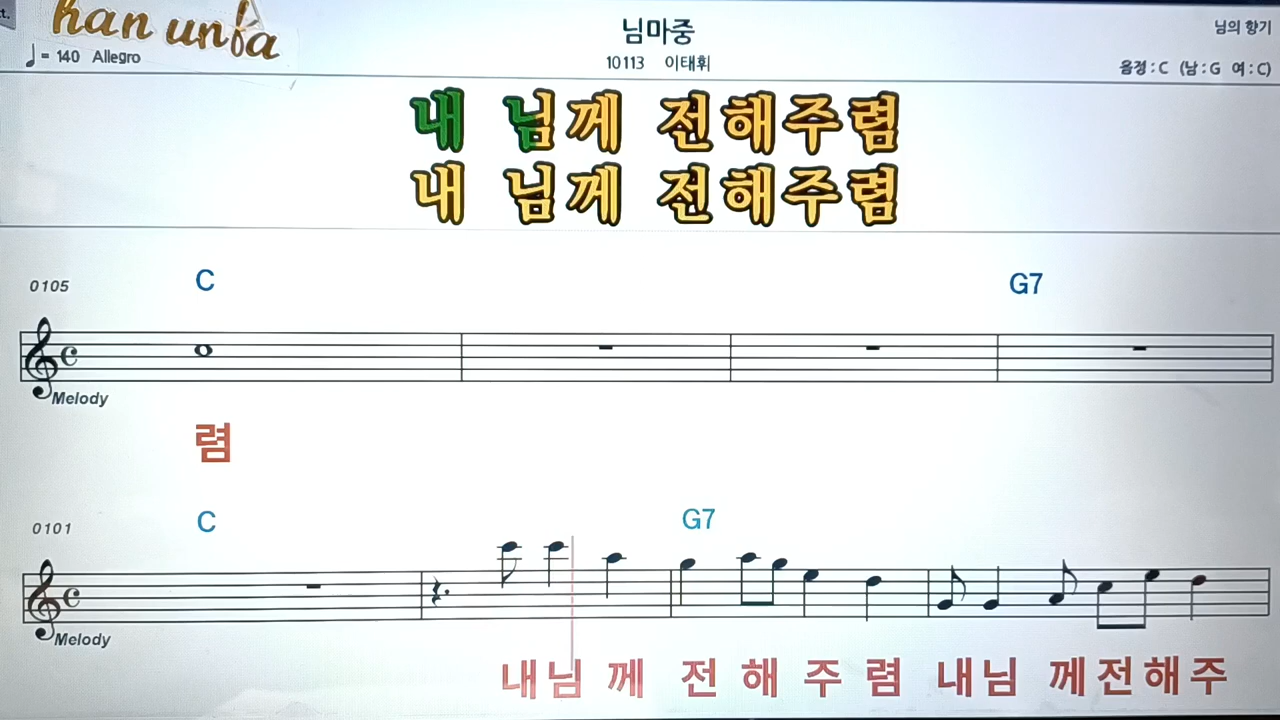 t.
han unfa
님마중
님의 향기
♩ = 140 Allegro
10113 이태휘
음정 : C (남 : G 여 : C)
내 님께 전해주렴
내 님께 전해주렴
0105 C G7
Melody
렴
0101 C G7
Melody
내님 께 전 해 주 렴 내님 께전해주